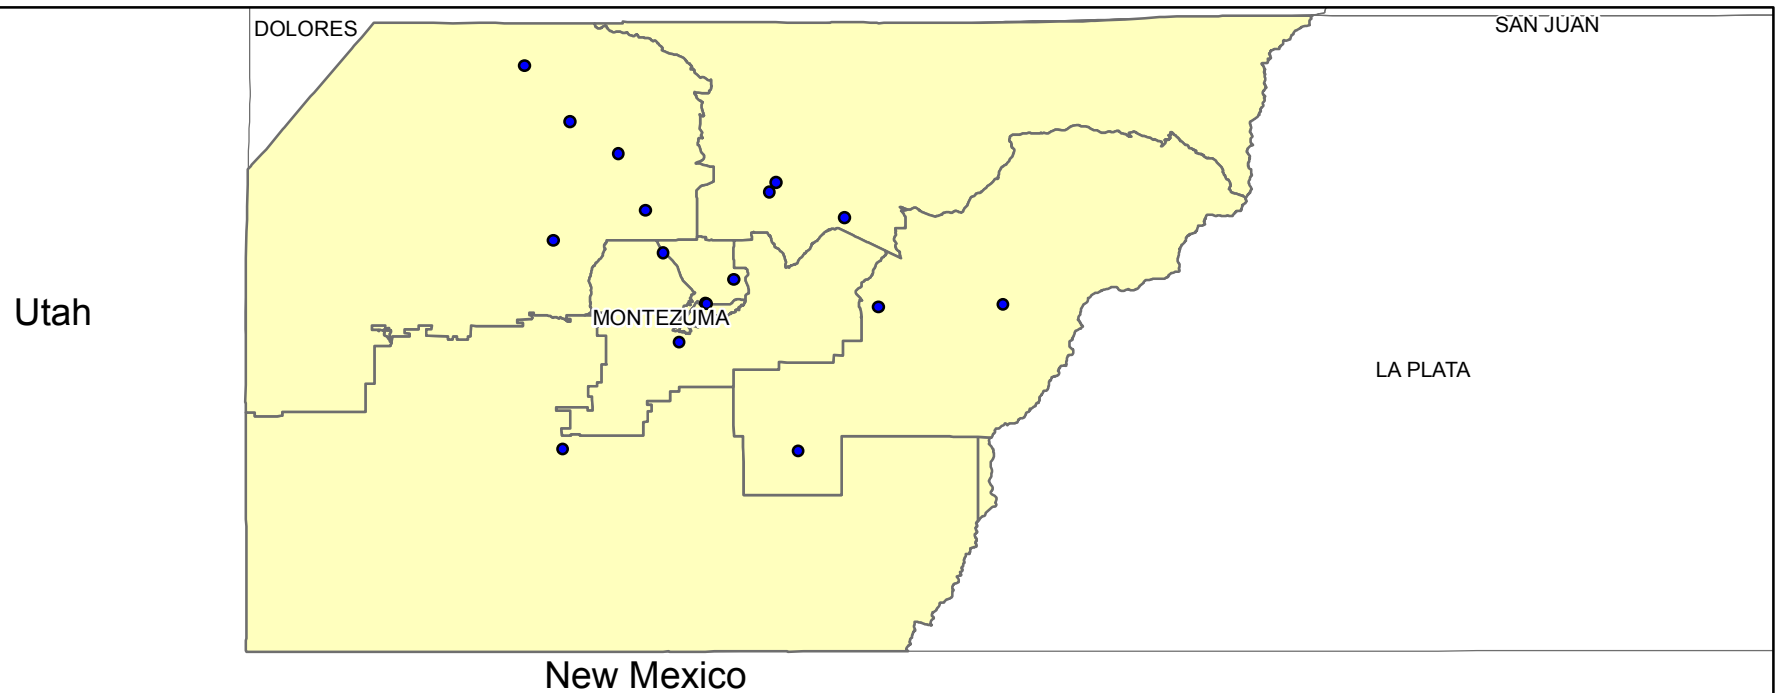 DOLORES
SAN JUAN
Utah
MONTEZUMA
LA PLATA
New Mexico